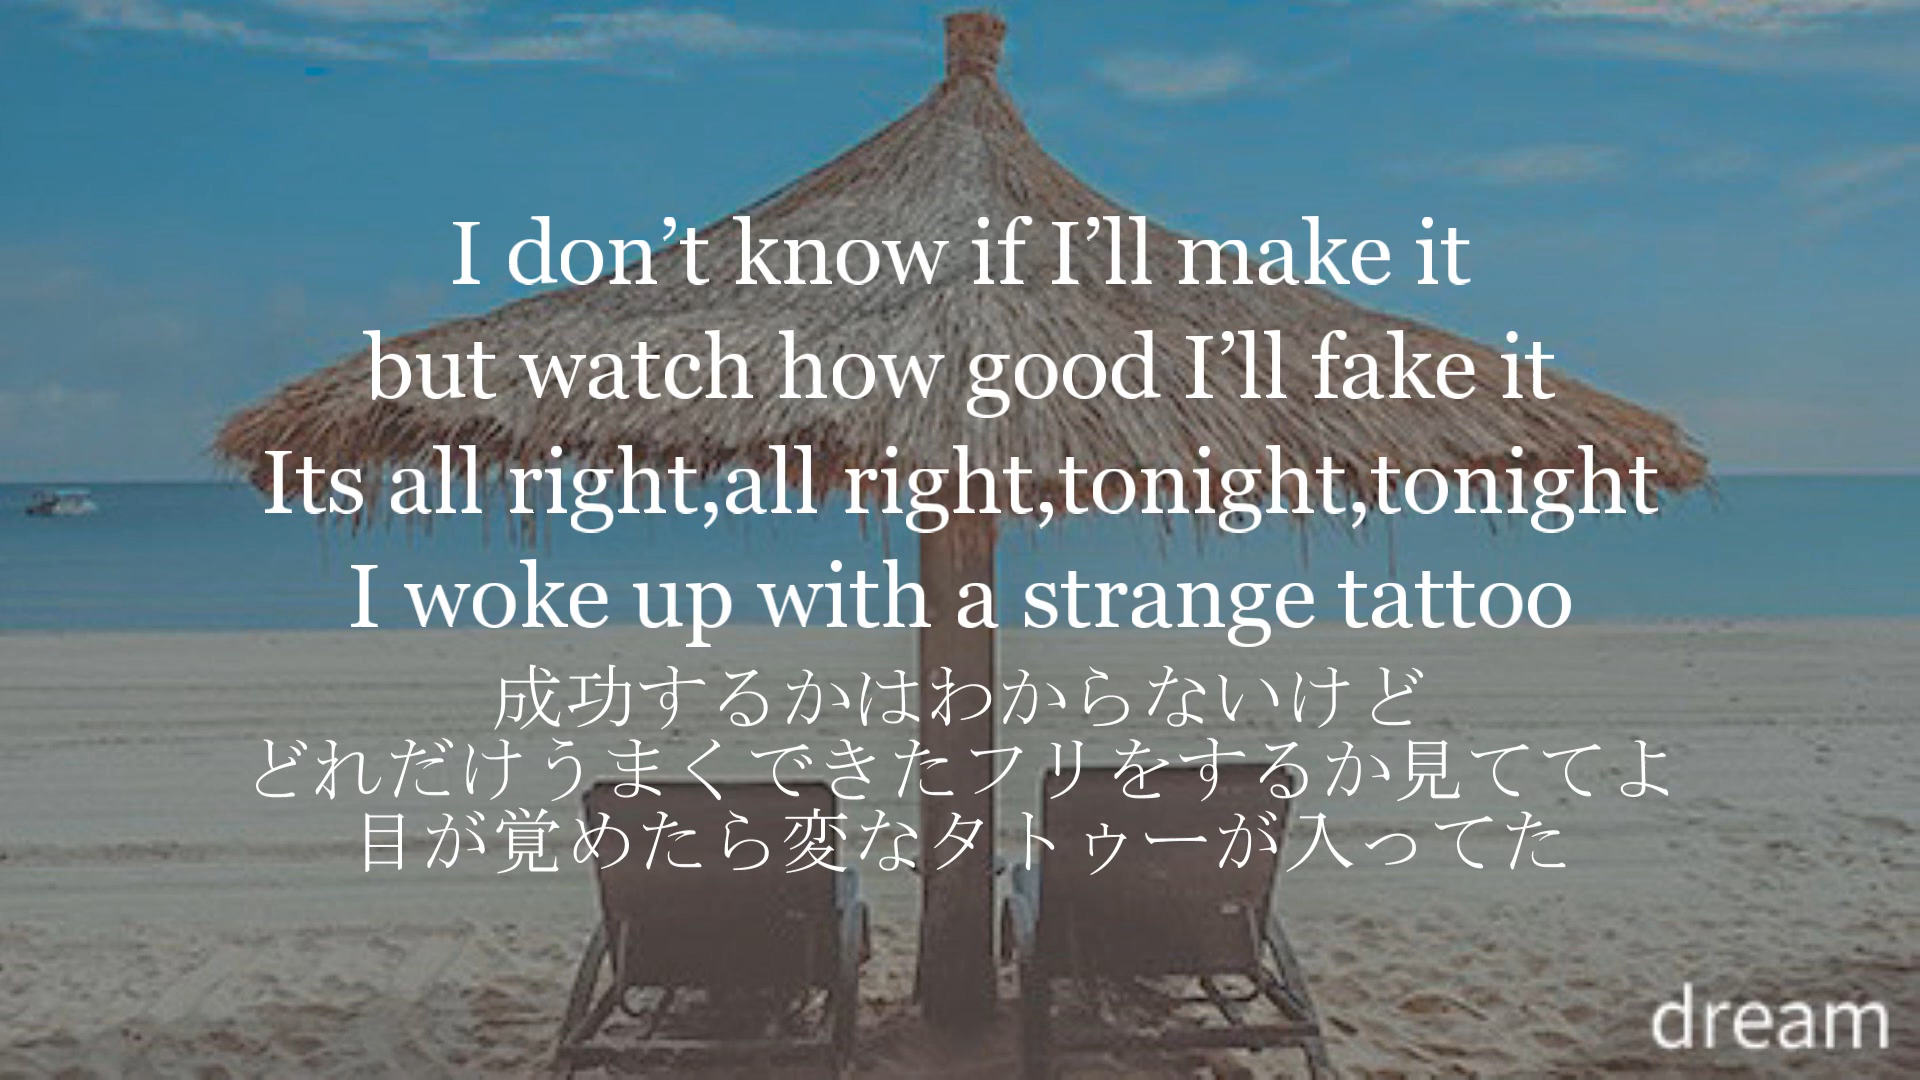 I don’t know if I’ll make it
but watch how good I’ll fake it
Its all right,all right,tonight,tonight
I woke up with a strange tattoo
成功するかはわからないけど
どれだけうまくできたフリをするか見ててよ
目が覚めたら変なタトゥーが入ってた
dream